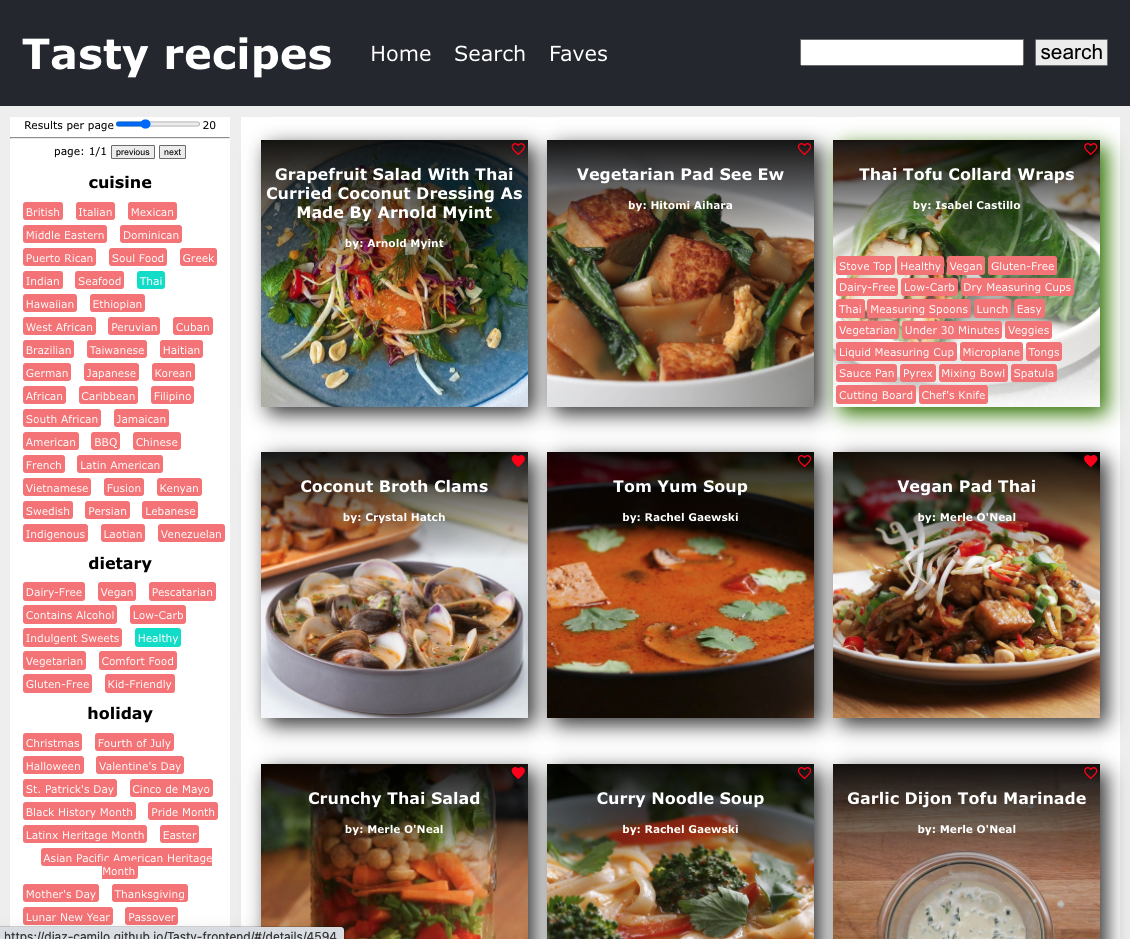 Tasty recipes
Home Search Faves
search
Results per page 20
page: 1/1 previous next
cuisine
British Italian Mexican
Middle Eastern Dominican
Puerto Rican Soul Food Greek
Indian Seafood Thai
Hawaiian Ethiopian
West African Peruvian Cuban
Brazilian Taiwanese Haitian
German Japanese Korean
African Caribbean Filipino
South African Jamaican
American BBQ Chinese
French Latin American
Vietnamese Fusion Kenyan
Swedish Persian Lebanese
Indigenous Laotian Venezuelan
dietary
Dairy-Free Vegan Pescatarian
Contains Alcohol Low-Carb
Indulgent Sweets Healthy
Vegetarian Comfort Food
Gluten-Free Kid-Friendly
holiday
Christmas Fourth of July
Halloween Valentine's Day
St. Patrick's Day Cinco de Mayo
Black History Month Pride Month
Latinx Heritage Month Easter
Asian Pacific American Heritage
Month
Mother's Day Thanksgiving
Lunar New Year Passover
https://diaz-camilo.github.io/Tasty-frontend/#/details/4594
Grapefruit Salad With Thai
Curried Coconut Dressing As
Made By Arnold Myint
by: Arnold Myint
Vegetarian Pad See Ew
by: Hitomi Aihara
Thai Tofu Collard Wraps
by: Isabel Castillo
Stove Top Healthy Vegan Gluten-Free
Dairy-Free Low-Carb Dry Measuring Cups
Thai Measuring Spoons Lunch Easy
Vegetarian Under 30 Minutes Veggies
Liquid Measuring Cup Microplane Tongs
Sauce Pan Pyrex Mixing Bowl Spatula
Cutting Board Chef's Knife
Coconut Broth Clams
by: Crystal Hatch
Tom Yum Soup
by: Rachel Gaewski
Vegan Pad Thai
by: Merle O'Neal
Crunchy Thai Salad
by: Merle O'Neal
Curry Noodle Soup
by: Rachel Gaewski
Garlic Dijon Tofu Marinade
by: Merle O'Neal